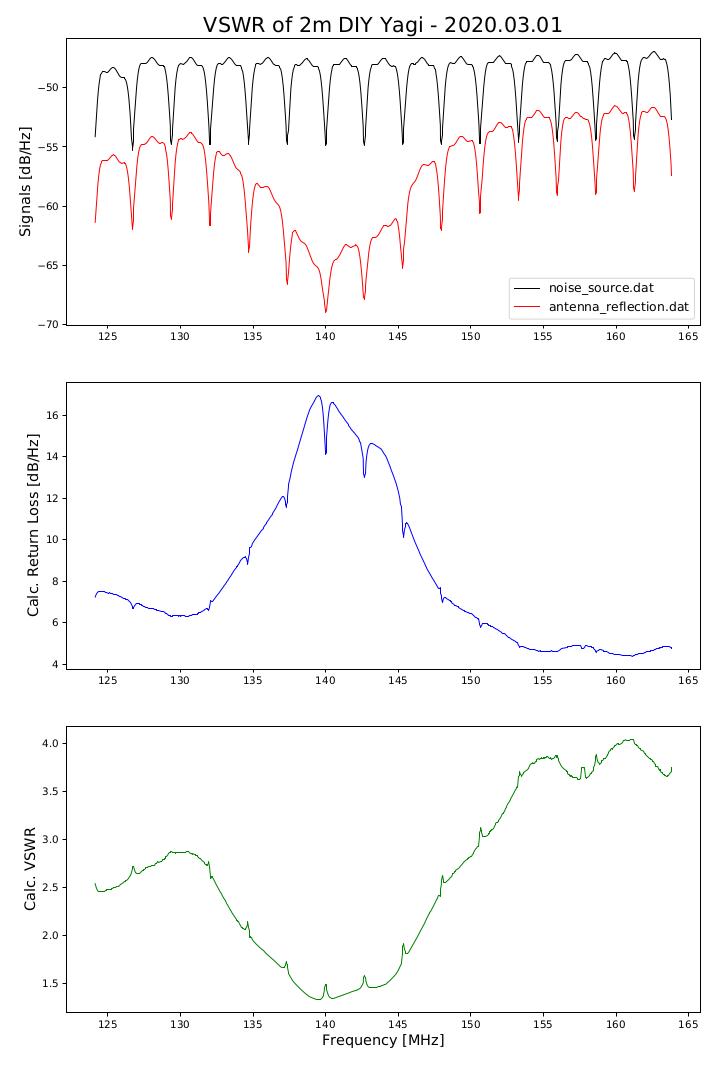 VSWR of 2m DIY Yagi - 2020.03.01
Signals [dB/Hz]
−50
−55
−60
−65
−70
noise_source.dat
antenna_reflection.dat
125 130 135 140 145 150 155 160 165
Calc. Return Loss [dB/Hz]
16
14
12
10
8
6
4
125 130 135 140 145 150 155 160 165
Calc. VSWR
4.0
3.5
3.0
2.5
2.0
1.5
125 130 135 140 145 150 155 160 165
Frequency [MHz]